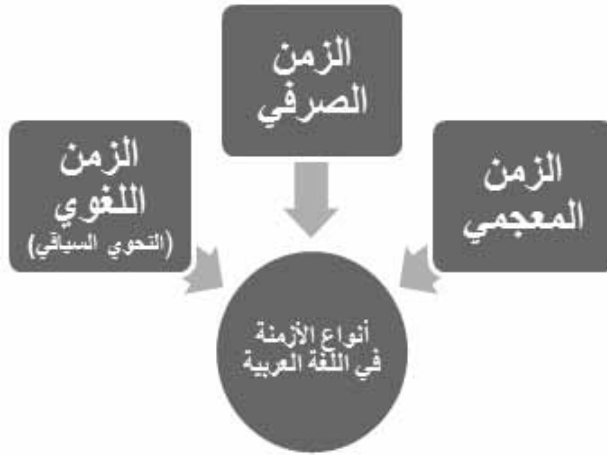 الزمن
الصرفي
الزمن
المعجمي
الزمن
اللغوي
(النحوي السياقي)
أنواع الأزمنة
في اللغة العربية